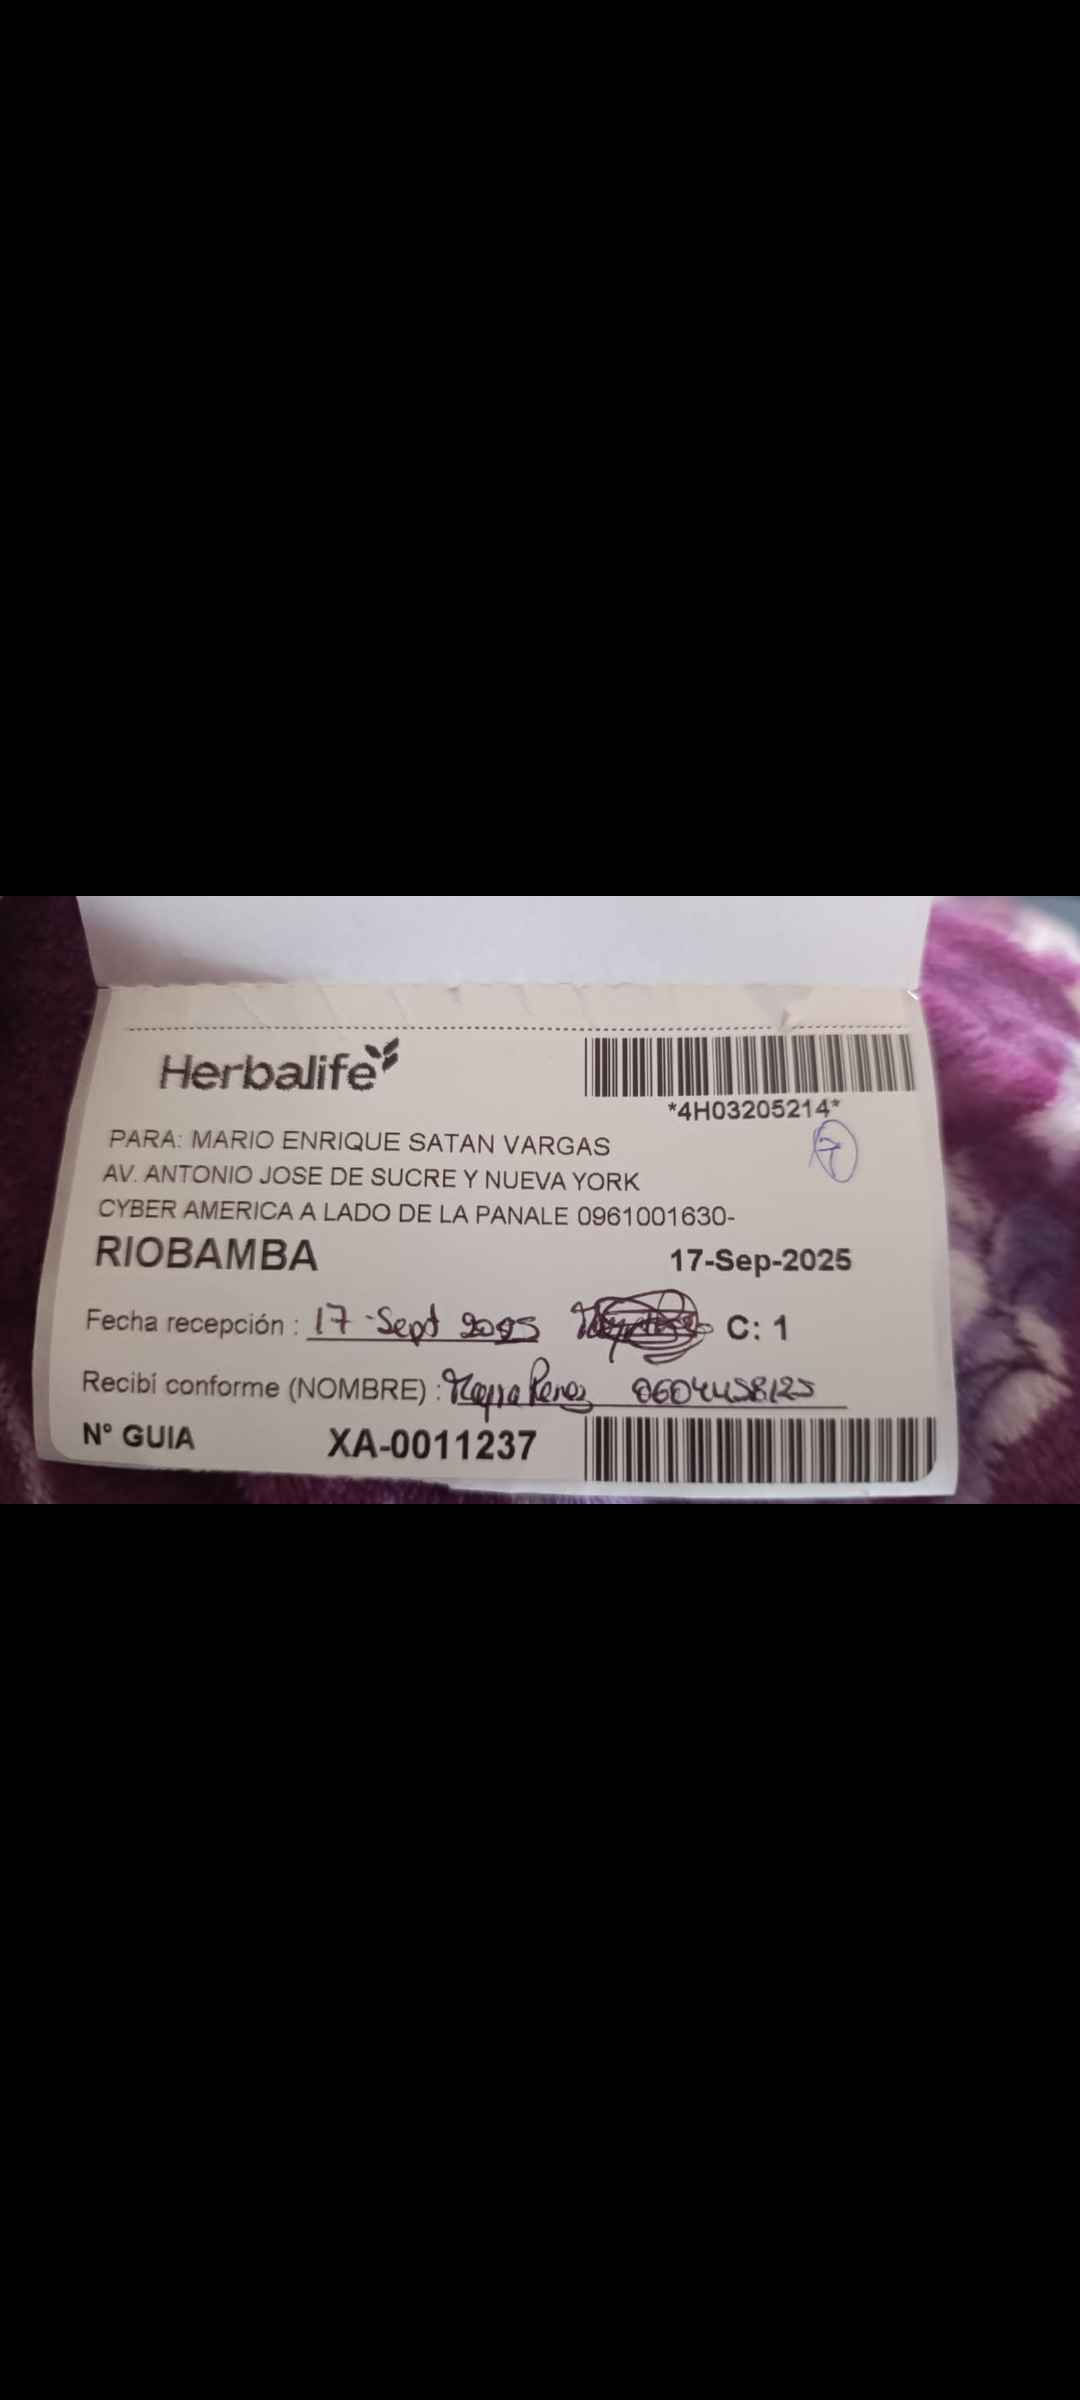 Herbalife
*4H03205214*
PARA: MARIO ENRIQUE SATAN VARGAS
AV. ANTONIO JOSE DE SUCRE Y NUEVA YORK
CYBER AMERICA A LADO DE LA PANALE 0961001630-
RIOBAMBA 17-Sep-2025
Fecha recepción : 17-Sept 2025 C: 1
Recibí conforme (NOMBRE) : 0604458125
N° GUIA XA-0011237